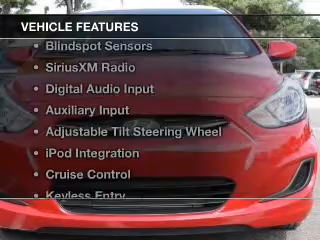 VEHICLE FEATURES
• Blindspot Sensors
• SiriusXM Radio
• Digital Audio Input
• Auxiliary Input
• Adjustable Tilt Steering Wheel
• iPod Integration
• Cruise Control
• Keyless Entry